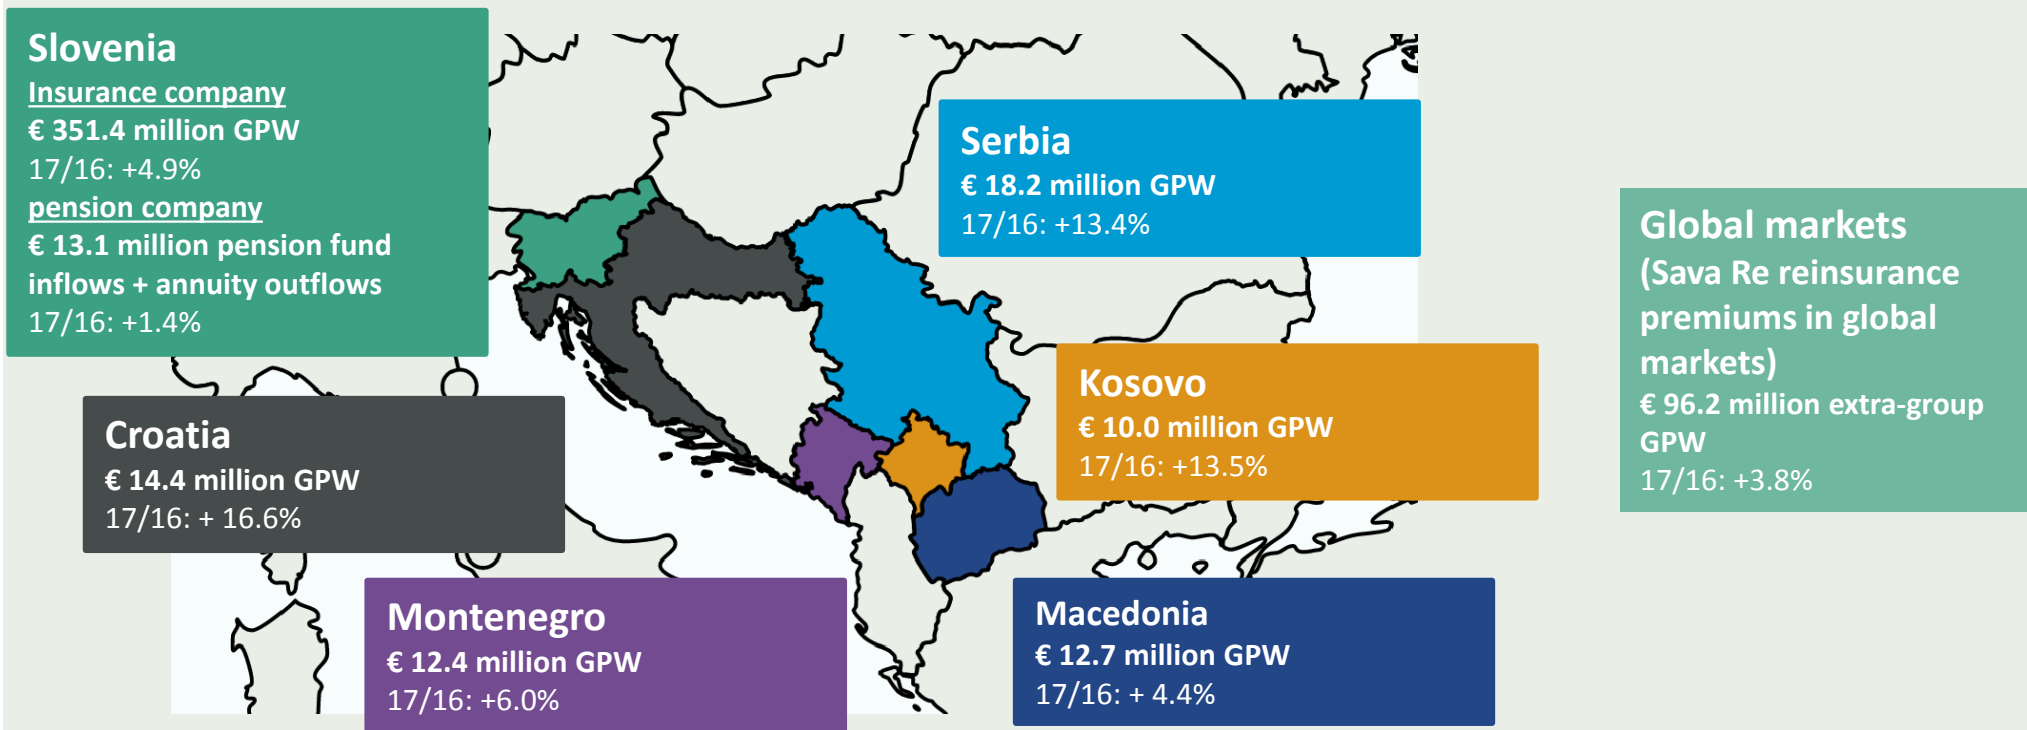 Slovenia
Insurance company
€ 351.4 million GPW
17/16: +4.9%
pension company
€ 13.1 million pension fund
inflows + annuity outflows
17/16: +1.4%
Serbia
€ 18.2 million GPW
17/16: +13.4%
Global markets
(Sava Re reinsurance
premiums in global
markets)
€ 96.2 million extra-group
GPW
17/16: +3.8%
Kosovo
€ 10.0 million GPW
17/16: +13.5%
Croatia
€ 14.4 million GPW
17/16: + 16.6%
Montenegro
€ 12.4 million GPW
17/16: +6.0%
Macedonia
€ 12.7 million GPW
17/16: + 4.4%